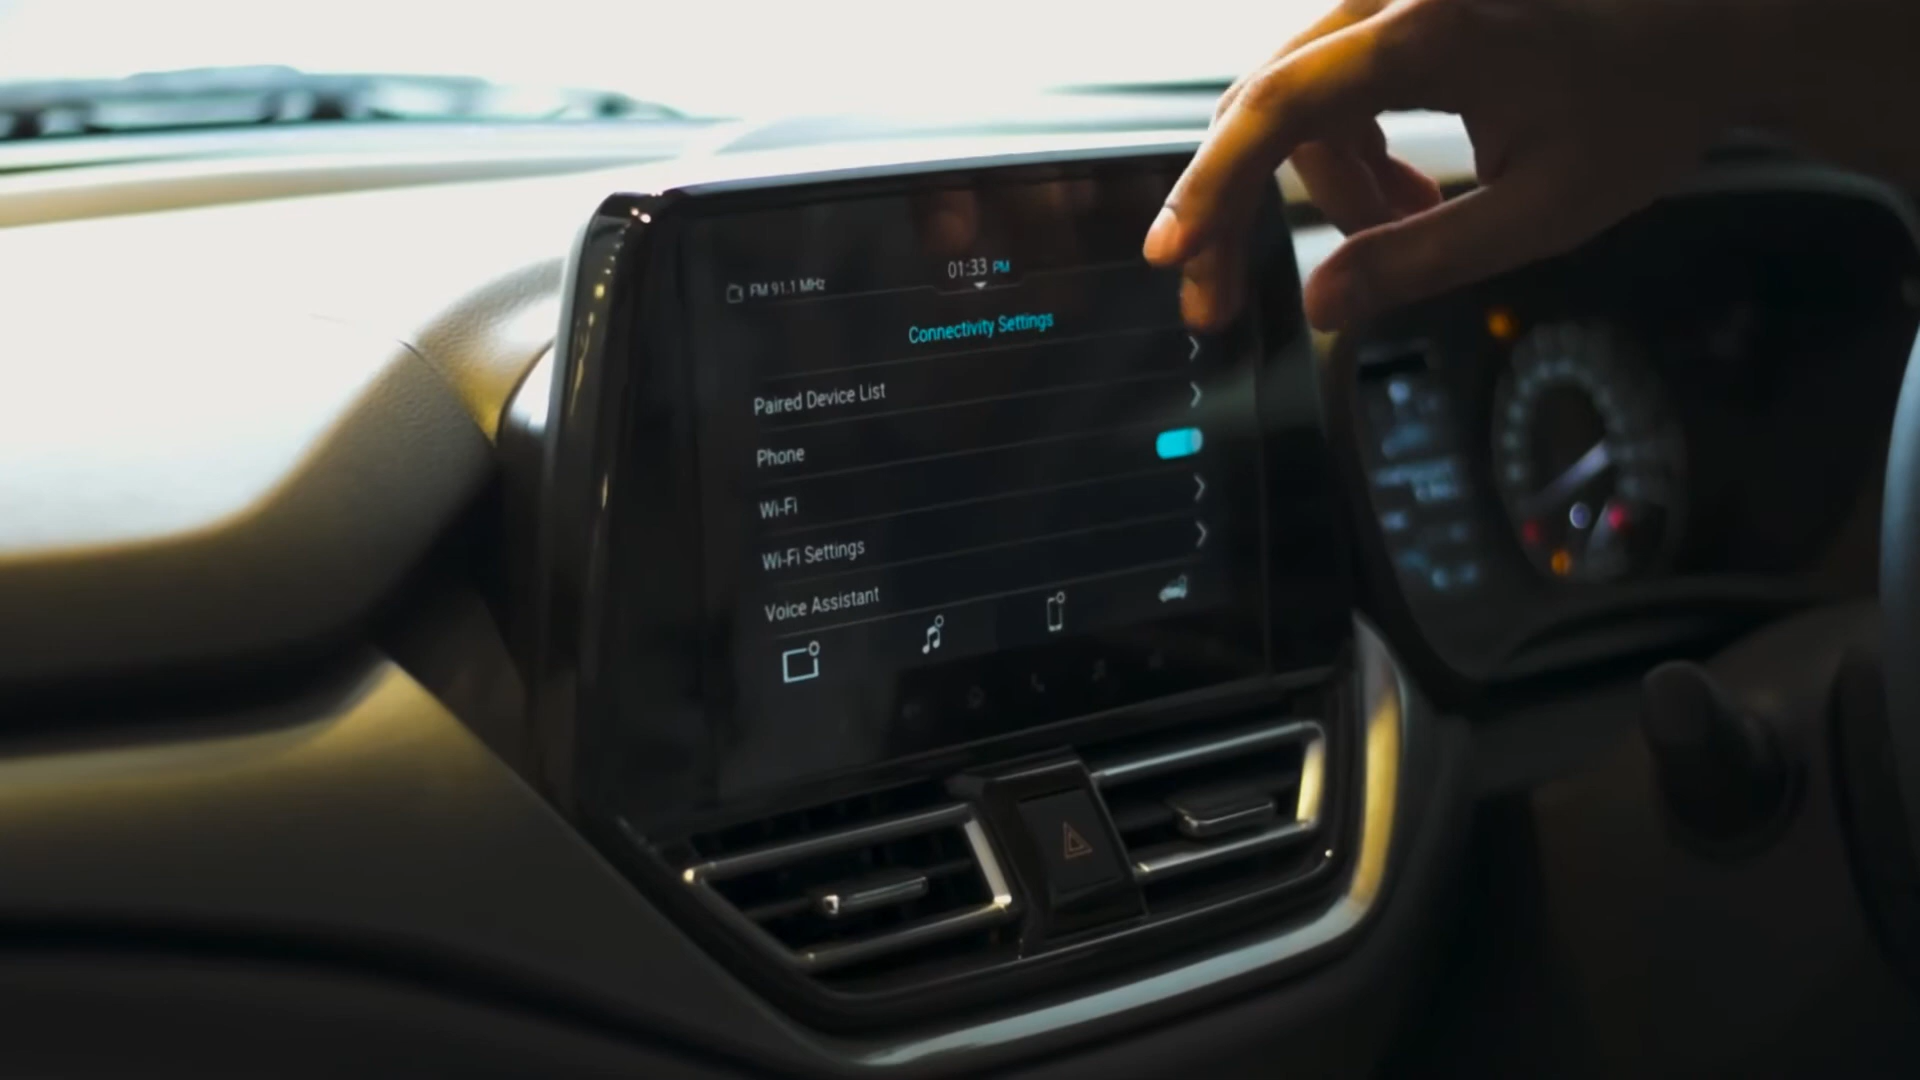 FM 91.1 MHz
01:33 PM
Connectivity Settings
Paired Device List
Phone
Wi-Fi
Wi-Fi Settings
Voice Assistant